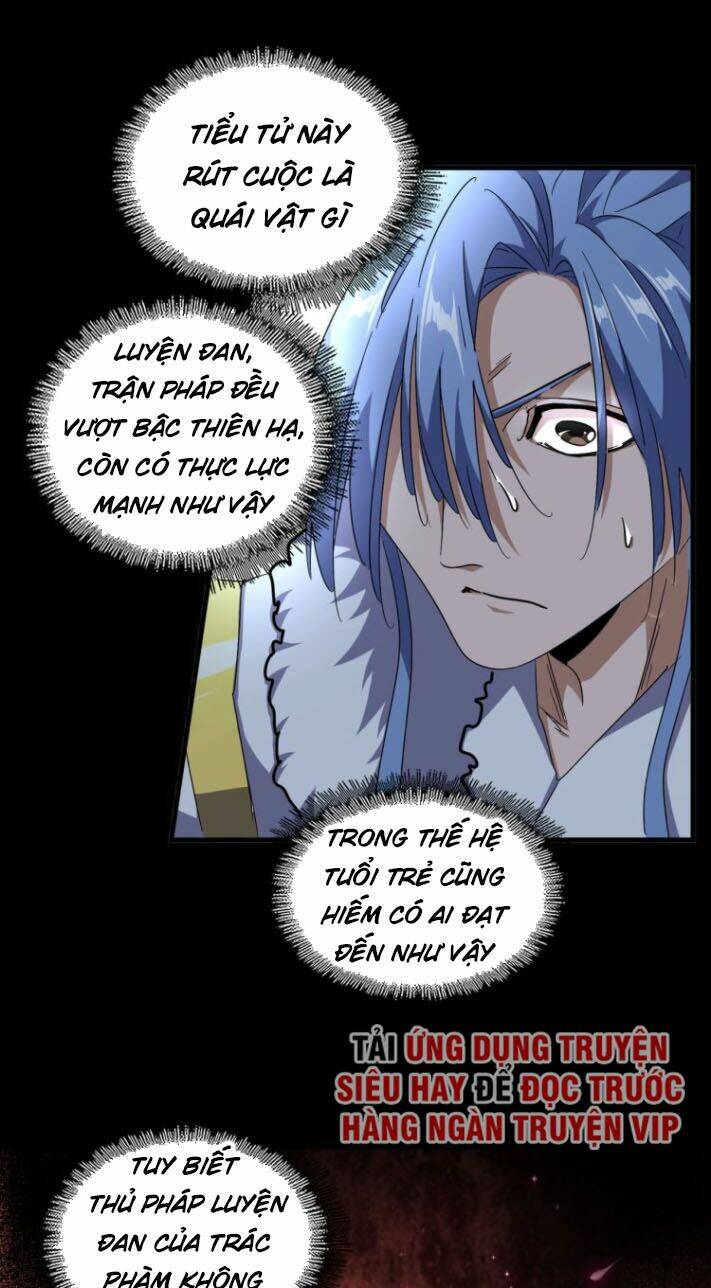 TIỂU TỬ NÀY
RÚT CUỘC LÀ
QUÁI VẬT GÌ
LUYỆN ĐAN,
TRẬN PHÁP ĐỀU
VƯỢT BẬC THIÊN HẠ,
CÒN CÓ THỰC LỰC
MẠNH NHƯ VẬY
TRONG THẾ HỆ
TUỔI TRẺ CŨNG
HIẾM CÓ AI ĐẠT
ĐẾN NHƯ VẬY
TẢI ỨNG DỤNG TRUYỆN
SIÊU HAY ĐỂ ĐỌC TRƯỚC
HÀNG NGÀN TRUYỆN VIP
TUY BIẾT
THỦ PHÁP LUYỆN
ĐAN CỦA TRÁC
PHÀM KHÔNG